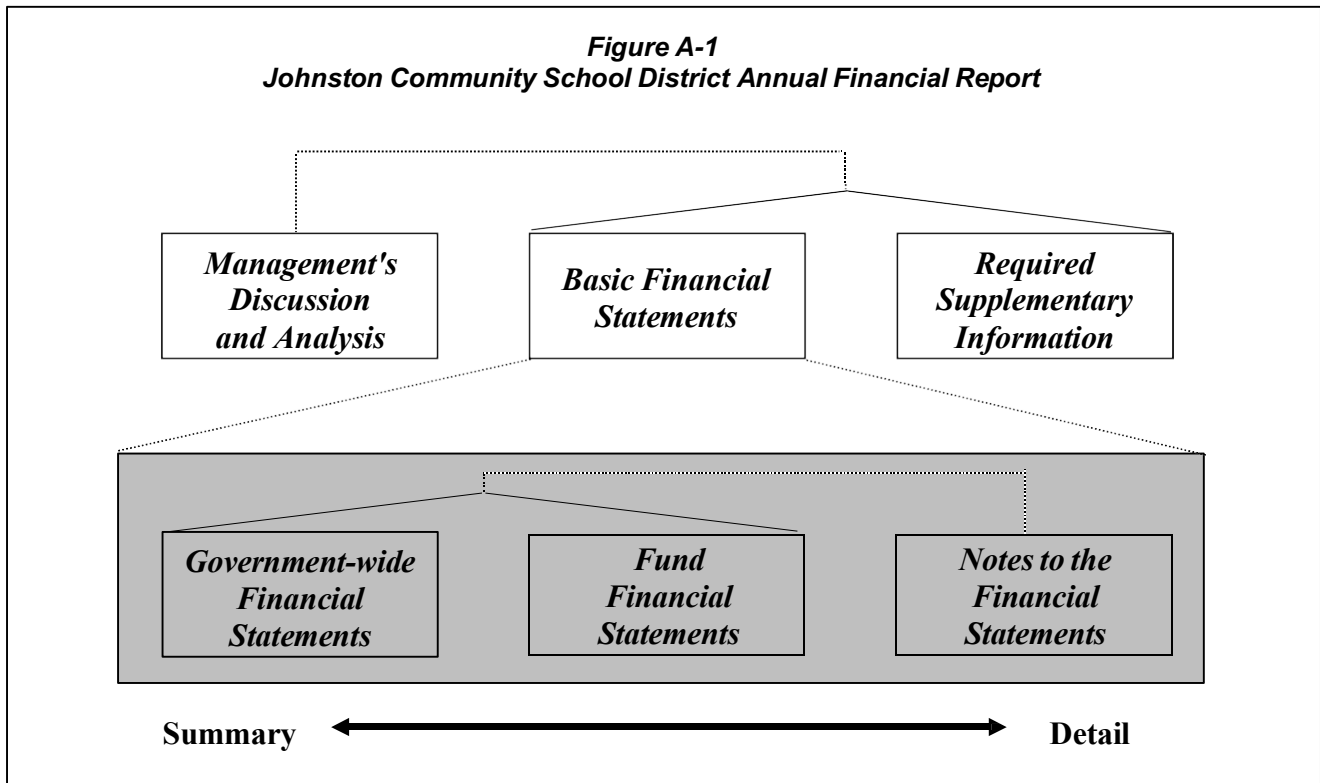 Figure A-1
Johnston Community School District Annual Financial Report
Management's
Discussion
and Analysis
Basic Financial
Statements
Required
Supplementary
Information
Government-wide
Financial
Statements
Fund
Financial
Statements
Notes to the
Financial
Statements
Summary
Detail